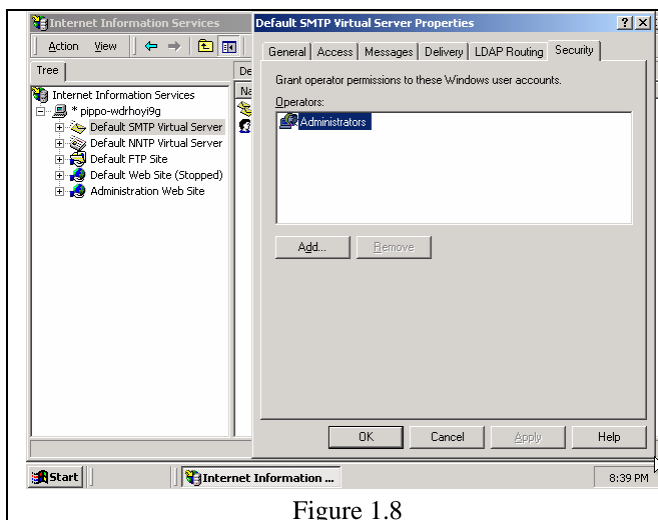 Internet Information Services
Action View
Tree
De
Internet Information Services
* pippo-wdrhoyi9g
Default SMTP Virtual Server
Default NNTP Virtual Server
Default FTP Site
Default Web Site (Stopped)
Administration Web Site
Na
Default SMTP Virtual Server Properties
General Access Messages Delivery LDAP Routing Security
Grant operator permissions to these Windows user accounts.
Operators:
Administrators
Add... Remove
OK Cancel Apply Help
Start Internet Information ... 8:39 PM
Figure 1.8